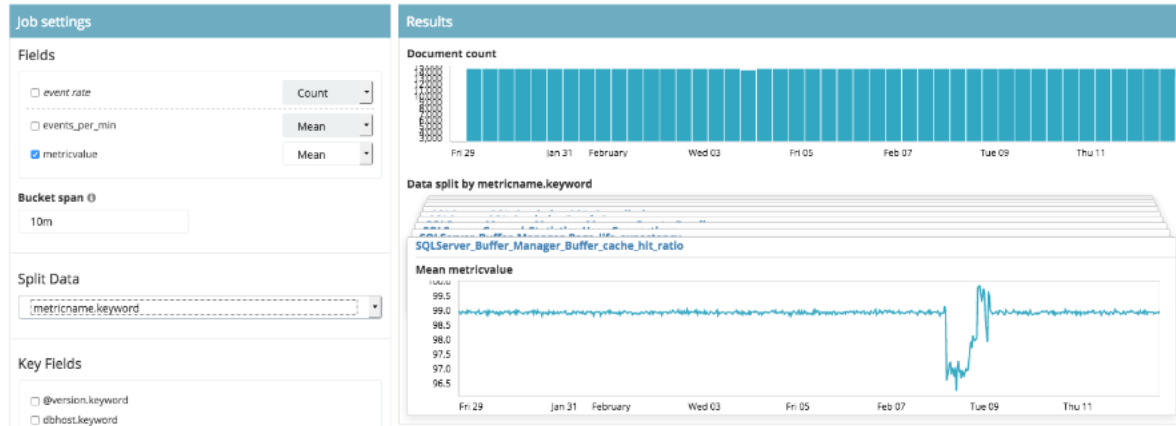 Job settings
Fields
event rate
Count
events_per_min
Mean
metricvalue
Mean
Bucket span
10m
Split Data
metricname.keyword
Key Fields
@version.keyword
dbhost.keyword
Results
Document count
3,000
Fri 29 Jan 31 February Wed 03 Fri 05 Feb 07 Tue 09 Thu 11
Data split by metricname.keyword
SQLServer_Buffer_Manager_Buffer_cache_hit_ratio
Mean metricvalue
100.0
99.5
99.0
98.5
98.0
97.5
97.0
96.5
Fri 29 Jan 31 February Wed 03 Fri 05 Feb 07 Tue 09 Thu 11